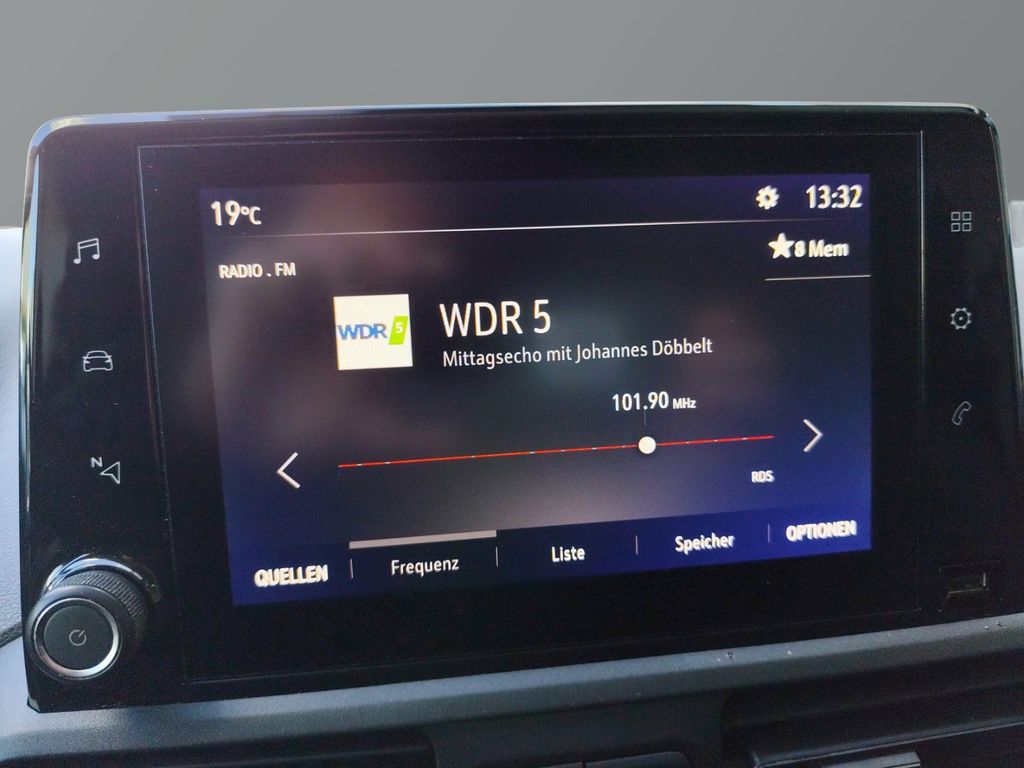 19°C
13:32
8 Mem
RADIO . FM
WDR 5
WDR 5
Mittagsecho mit Johannes Döbbelt
101.90 MHz
N
RDS
QUELLEN
Frequenz
Liste
Speicher
OPTIONEN